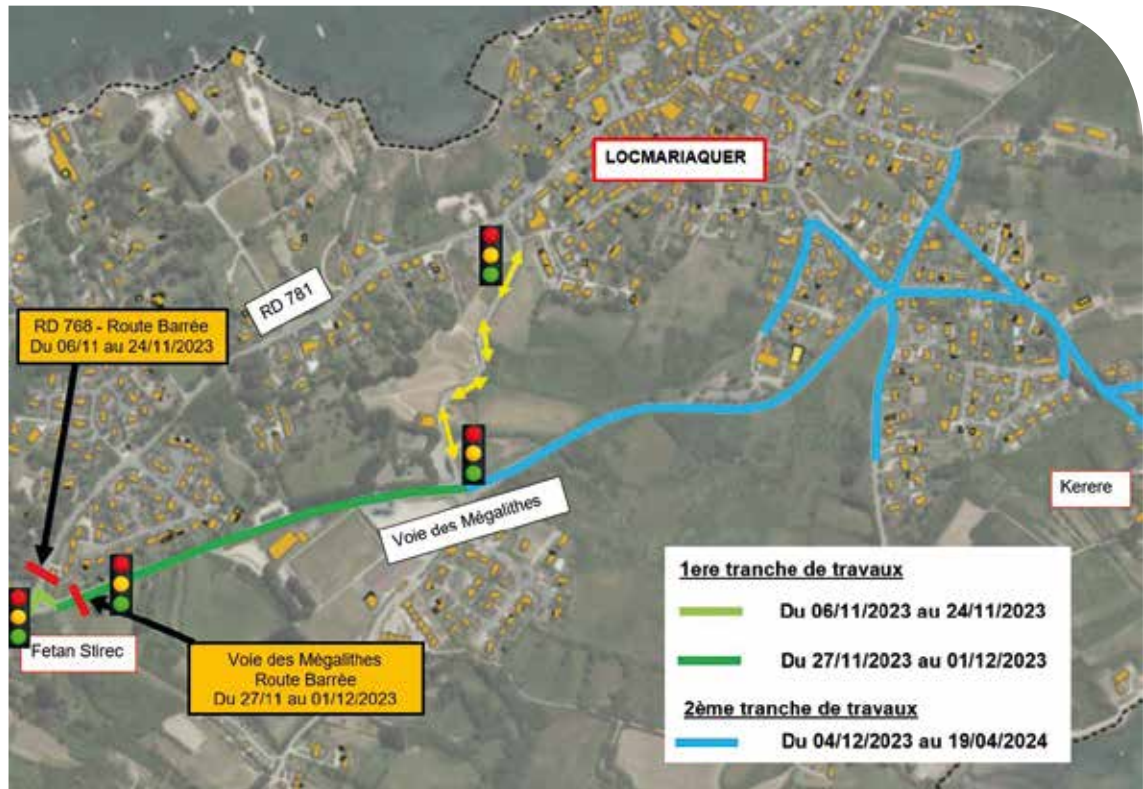 LOCMARIAQUER
RD 781
RD 768 - Route Barrée
Du 06/11 au 24/11/2023
Kerere
Voie des Mégalithes
Fetan Stirec
Voie des Mégalithes
Route Barrée
Du 27/11 au 01/12/2023
1ere tranche de travaux
Du 06/11/2023 au 24/11/2023
Du 27/11/2023 au 01/12/2023
2ème tranche de travaux
Du 04/12/2023 au 19/04/2024